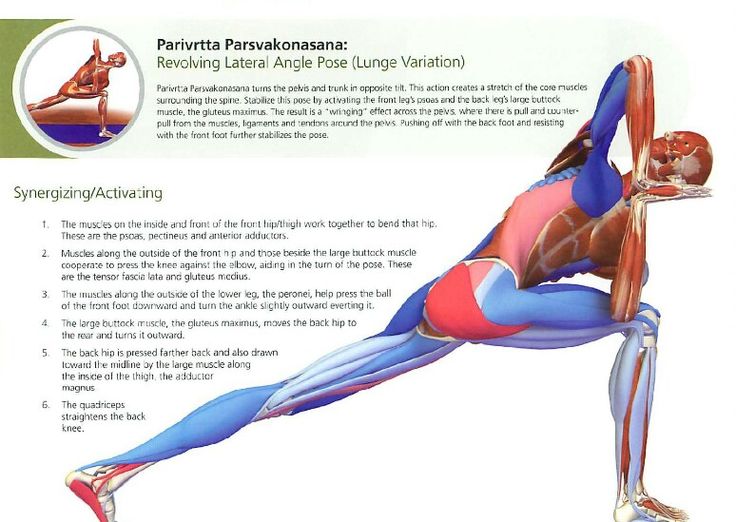 Parivrtta Parsvakonasana:
Revolving Lateral Angle Pose (Lunge Variation)
Parivrtta Parsvakonasana turns the pelvis and trunk in opposite tilt. This action creates a stretch of the core muscles
surrounding the spine. Stabilize this pose by activating the front leg's psoas and the back leg's large buttock
muscle, the gluteus maximus. The result is a "wringing" effect across the pelvis, where there is pull and counter-
pull from the muscles, ligaments and tendons around the pelvis. Pushing off with the back foot and resisting
with the front foot further stabilizes the pose.
Synergizing/Activating
1. The muscles on the inside and front of the front hip/thigh work together to bend that hip.
These are the psoas, pectineus and anterior adductors.
2. Muscles along the outside of the front hip and those beside the large buttock muscle
cooperate to press the knee against the elbow, aiding in the turn of the pose. These
are the tensor fascia lata and gluteus medius.
3. The muscles along the outside of the lower leg, the peronei, help press the ball
of the front foot downward and turn the ankle slightly outward everting it.
4. The large buttock muscle, the gluteus maximus, moves the back hip to
the rear and turns it outward.
5. The back hip is pressed farther back and also drawn
toward the midline by the large muscle along
the inside of the thigh, the adductor
magnus.
6. The quadriceps
straightens the back
knee.